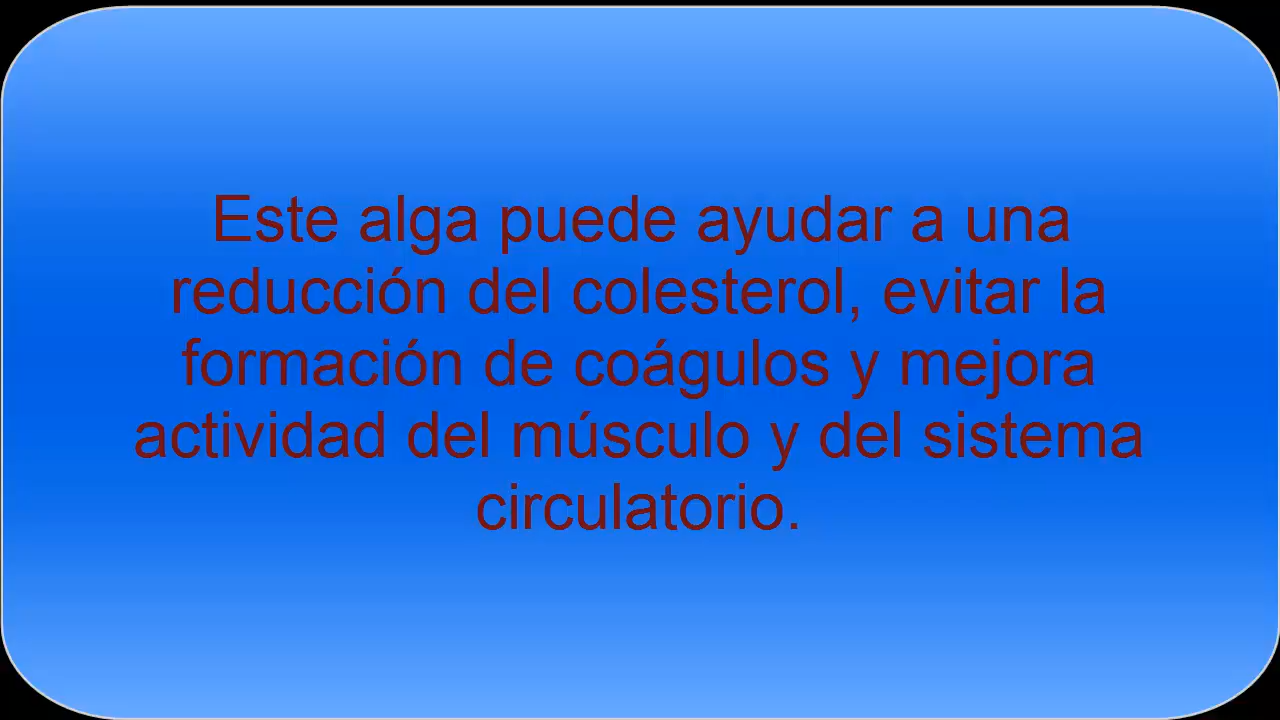 Este alga puede ayudar a una
reducción del colesterol, evitar la
formación de coágulos y mejora
actividad del músculo y del sistema
circulatorio.